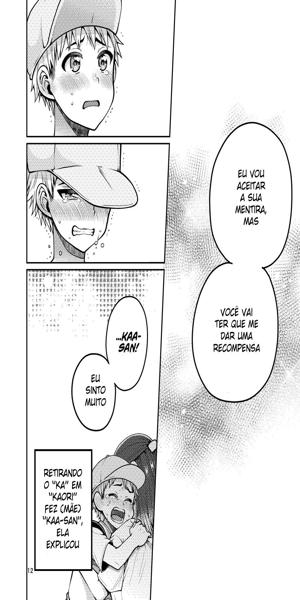 EU VOU
ACEITAR
A SUA
MENTIRA,
MAS
VOCÊ VAI
TER QUE ME
DAR UMA
RECOMPENSA
...KAA-
SAN!
EU
SINTO
MUITO
RETIRANDO
O "KA" EM
"KAORI"
FEZ (MÃE)
"KAA-SAN",
ELA
EXPLICOU
12